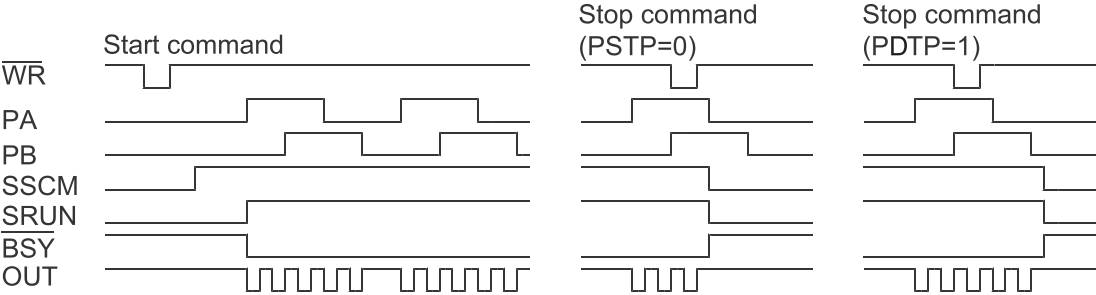 Start command
Stop command
(PSTP=0)
Stop command
(PDTP=1)
WR
PA
PB
SSCM
SRUN
BSY
OUT